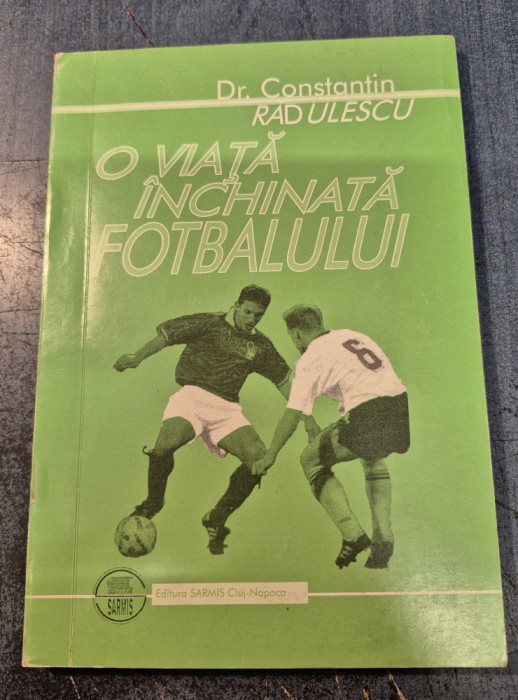 Dr. Constantin
RADULESCU
O VIAȚĂ
ÎNCHINATĂ
FOTBALULUI
6
SARMIS
Editura SARMIS Cluj-Napoca